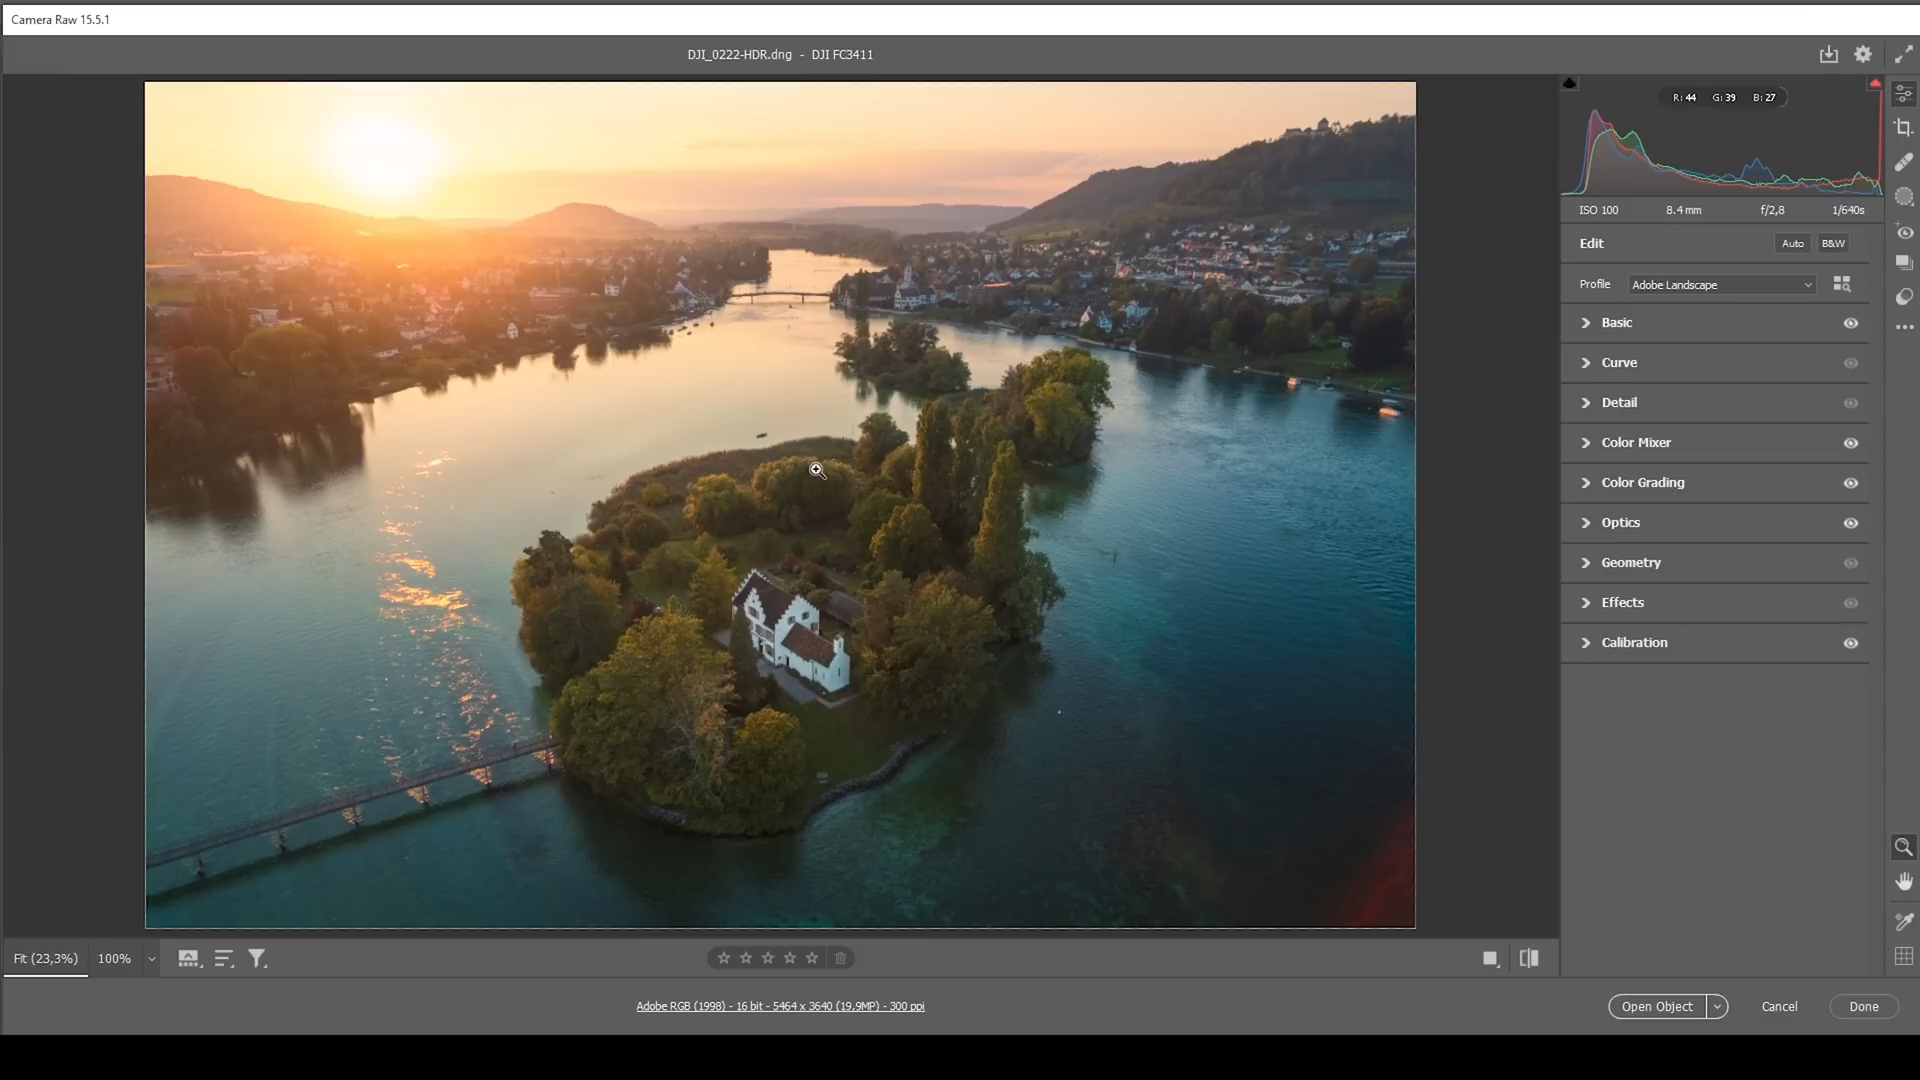 Camera Raw 15.5.1
DJI_0222-HDR.dng - DJI FC3411
R: 44 G: 39 B: 27
ISO 100 8.4 mm f/2,8 1/640s
Edit Auto B&W
Profile Adobe Landscape
Basic
Curve
Detail
Color Mixer
Color Grading
Optics
Geometry
Effects
Calibration
Fit (23,3%) 100%
Adobe RGB (1998) - 16 bit - 5464 x 3640 (19,9MP) - 300 ppi
Open Object Cancel Done